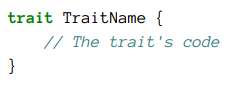 trait TraitName {
    // The trait's code
}